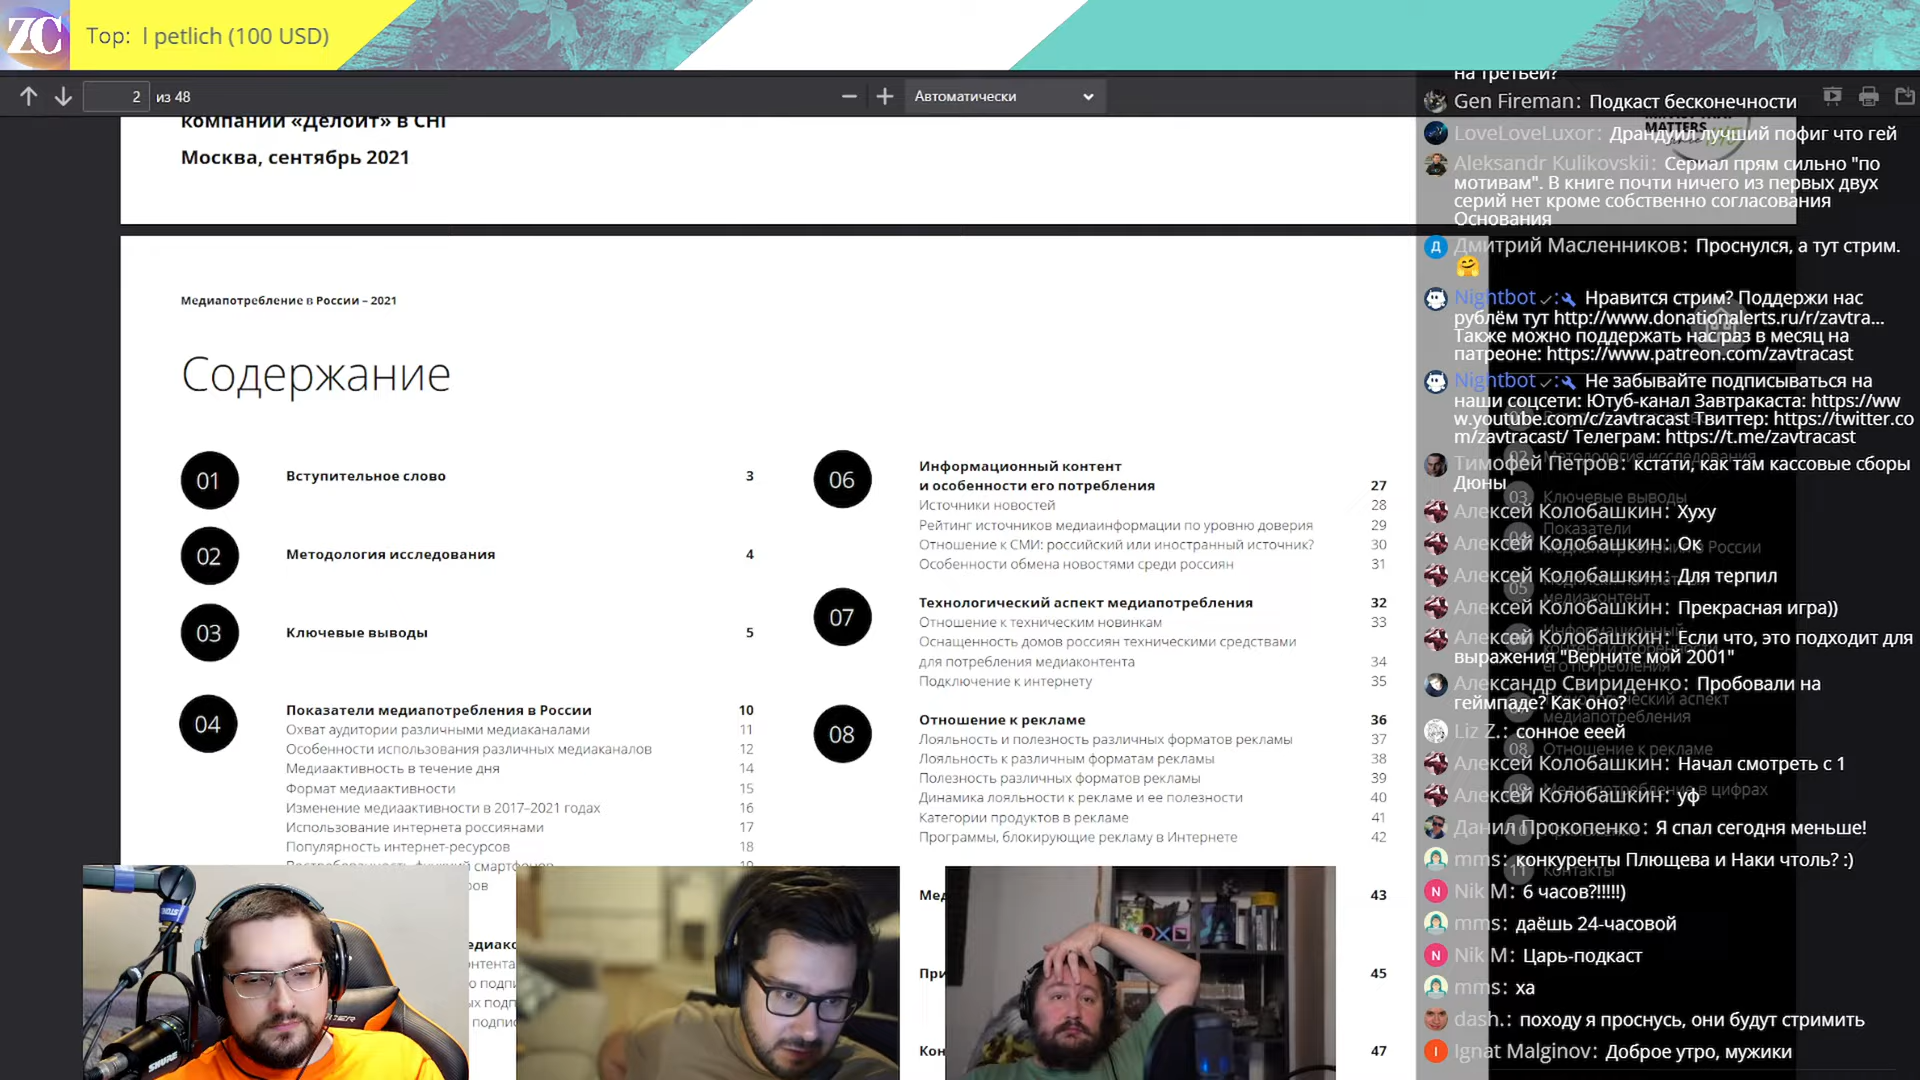 ZC
Top: l petlich (100 USD)
2 из 48
Автоматически
компании «Делойт» в СНГ
Москва, сентябрь 2021
Медиапотребление в России – 2021
Содержание
01 Вступительное слово 3
02 Методология исследования 4
03 Ключевые выводы 5
04 Показатели медиапотребления в России 10
Охват аудитории различными медиаканалами 11
Особенности использования различных медиаканалов 12
Медиаактивность в течение дня 14
Формат медиаактивности 15
Изменение медиаактивности в 2017–2021 годах 16
Использование интернета россиянами 17
Популярность интернет-ресурсов 18
06 Информационный контент
и особенности его потребления 27
Источники новостей 28
Рейтинг источников медиаинформации по уровню доверия 29
Отношение к СМИ: российский или иностранный источник? 30
Особенности обмена новостями среди россиян 31
07 Технологический аспект медиапотребления 32
Отношение к техническим новинкам 33
Оснащенность домов россиян техническими средствами
для потребления медиаконтента 34
Подключение к интернету 35
08 Отношение к рекламе 36
Лояльность и полезность различных форматов рекламы 37
Лояльность к различным форматам рекламы 38
Полезность различных форматов рекламы 39
Динамика лояльности к рекламе и ее полезности 40
Категории продуктов в рекламе 41
Программы, блокирующие рекламу в Интернете 42
43
45
47
на третьей?
Gen Fireman: Подкаст бесконечности
LoveLoveLuxor: Драндуил лучший пофиг что гей
Aleksandr Kulikovskii: Сериал прям сильно "по
мотивам". В книге почти ничего из первых двух
серий нет кроме собственно согласования
Основания
Дмитрий Масленников: Проснулся, а тут стрим.
🤗
Nightbot: Нравится стрим? Поддержи нас
рублём тут http://www.donationalerts.ru/r/zavtra...
Также можно поддержать нас раз в месяц на
патреоне: https://www.patreon.com/zavtracast
Nightbot: Не забывайте подписываться на
наши соцсети: Ютуб-канал Завтракаста: https://ww
w.youtube.com/c/zavtracast Твиттер: https://twitter.co
m/zavtracast/ Телеграм: https://t.me/zavtracast
Тимофей Петров: кстати, как там кассовые сборы
Дюны
Алексей Колобашкин: Хуху
Алексей Колобашкин: Ок
Алексей Колобашкин: Для терпил
Алексей Колобашкин: Прекрасная игра))
Алексей Колобашкин: Если что, это подходит для
выражения "Верните мой 2001"
Александр Свириденко: Пробовали на
геймпаде? Как оно?
Liz Z.: сонное ееей
Алексей Колобашкин: Начал смотреть с 1
Алексей Колобашкин: уф
Данил Прокопенко: Я спал сегодня меньше!
mms: конкуренты Плющева и Наки чтоль? :)
Nik M: 6 часов?!!!!!)
mms: даёшь 24-часовой
Nik M: Царь-подкаст
mms: ха
dash.: походу я проснусь, они будут стримить
Ignat Malginov: Доброе утро, мужики